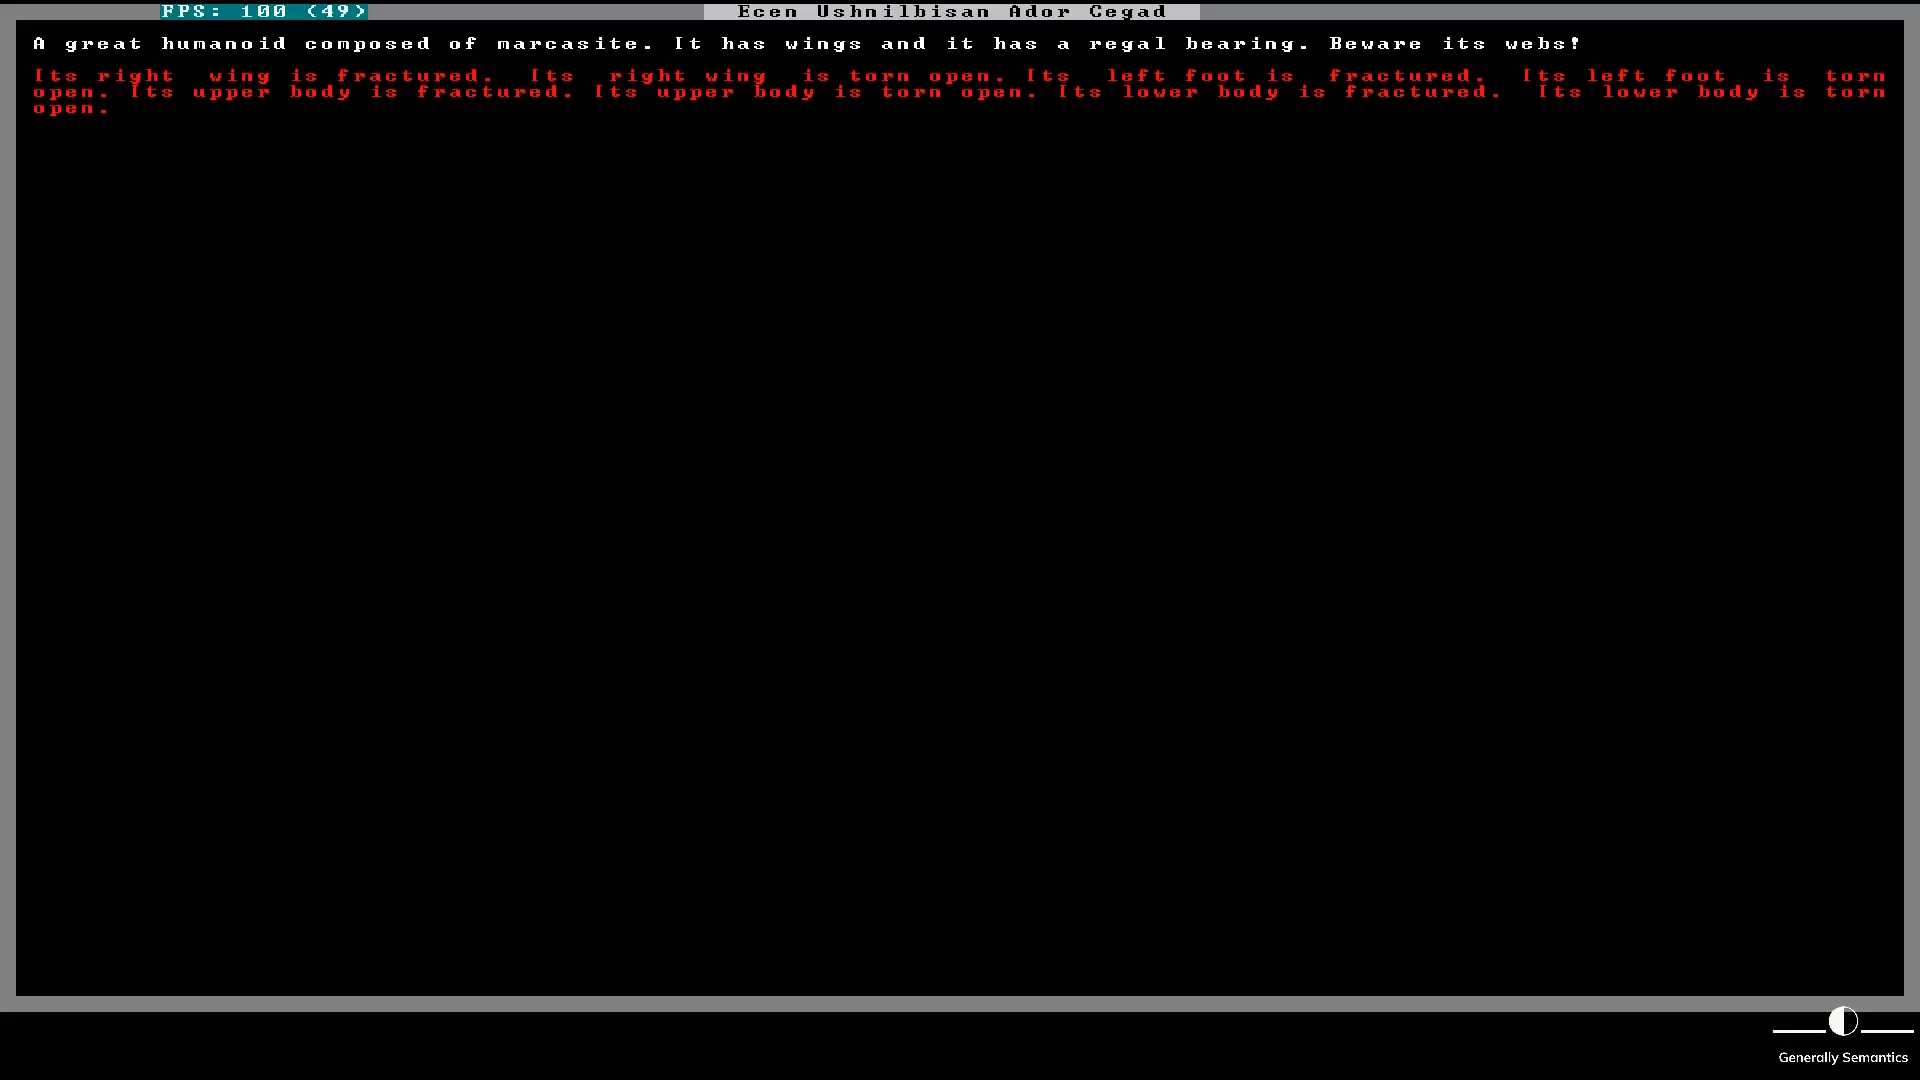 FPS: 100 (49) Ecen Ushnilbisan Ador Cegad
A great humanoid composed of marcasite. It has wings and it has a regal bearing. Beware its webs!
Its right wing is fractured. Its right wing is torn open. Its left foot is fractured. Its left foot is torn
open. Its upper body is fractured. Its upper body is torn open. Its lower body is fractured. Its lower body is torn
open.
Generally Semantics